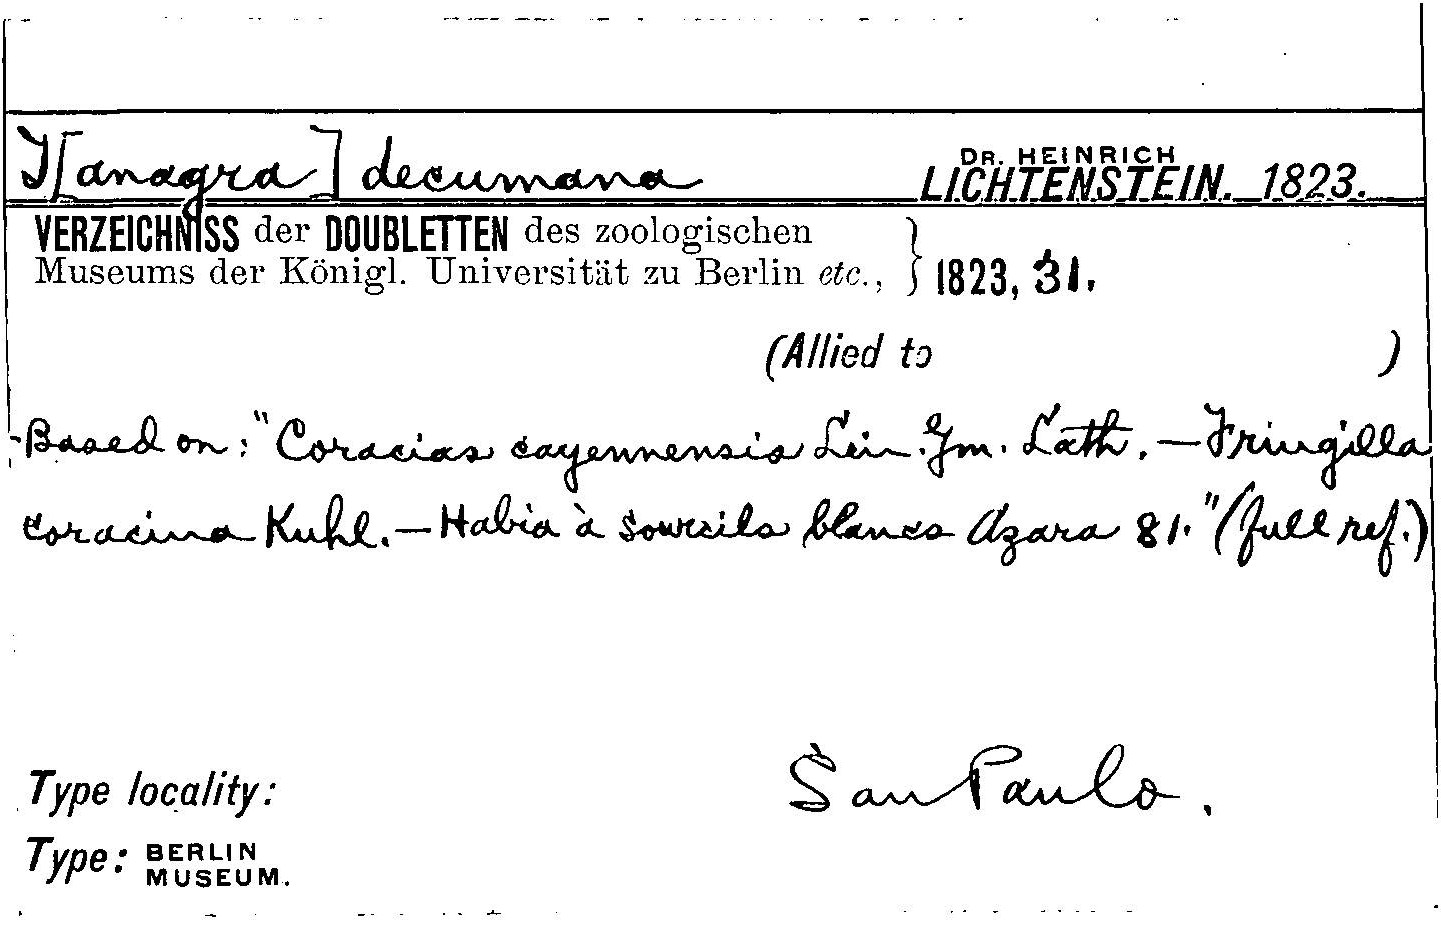 T[anagra] decumana DR. HEINRICH LICHTENSTEIN. 1823.
VERZEICHNISS der DOUBLETTEN des zoologischen
Museums der Königl. Universität zu Berlin etc., } 1823, 31.
(Allied to )
Based on: "Coracias cayennensis Lin. Gm. Lath. — Fringilla
coracina Kuhl. — Habia à sourcils blancs Azara 81." (full ref.)
San Paulo.
Type locality:
Type: BERLIN MUSEUM.